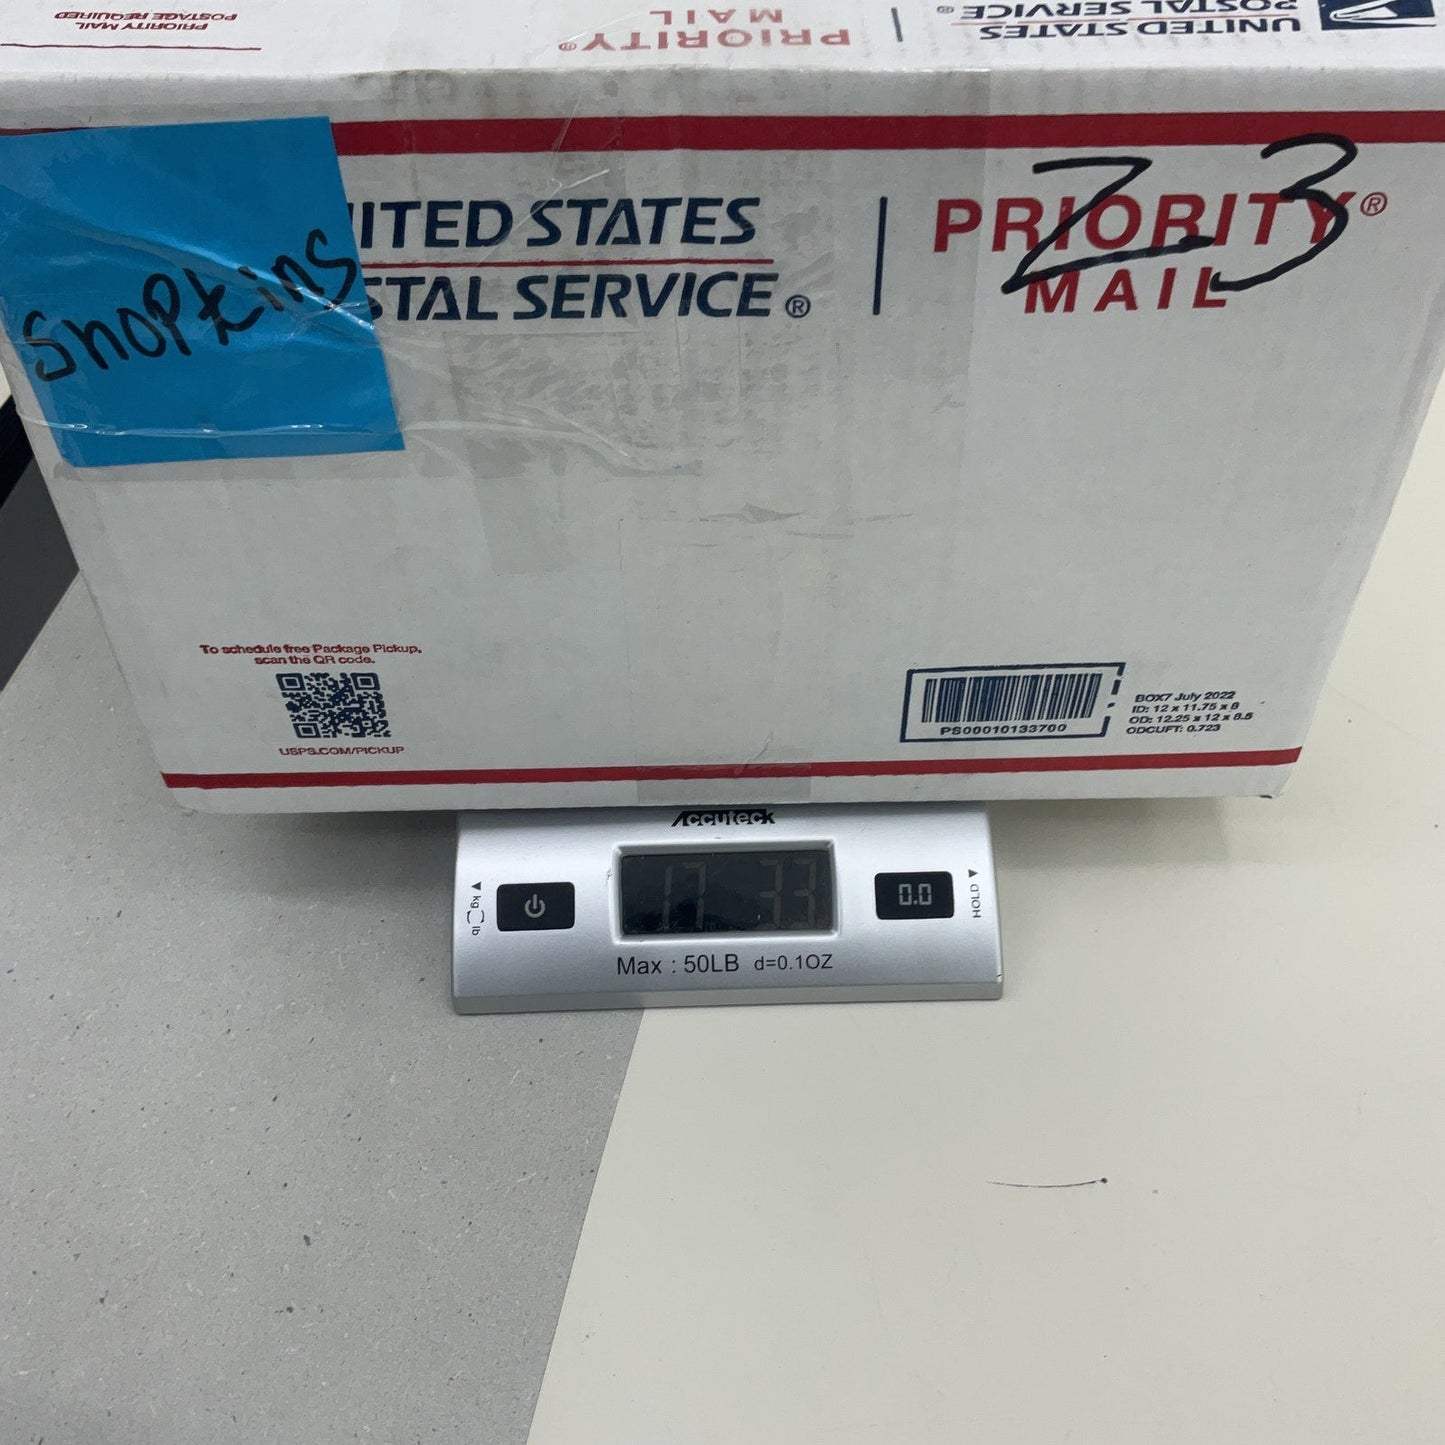 PRIORITY MAIL
POSTAGE REQUIRED
PRIORITY®
MAIL
UNITED STATES
POSTAL SERVICE®
Shopkins
ITED STATES
STAL SERVICE®
PRIORITY®
MAIL
Z 3
To schedule free Package Pickup,
scan the QR code.
USPS.COM/PICKUP
PS00010133700
BOX7 July 2022
ID: 12 x 11.75 x 8
OD: 12.25 x 12 x 8.5
ODCUFT: 0.723
Accuteck
kg lb
17 33
0.0
HOLD
Max : 50LB d=0.1OZ